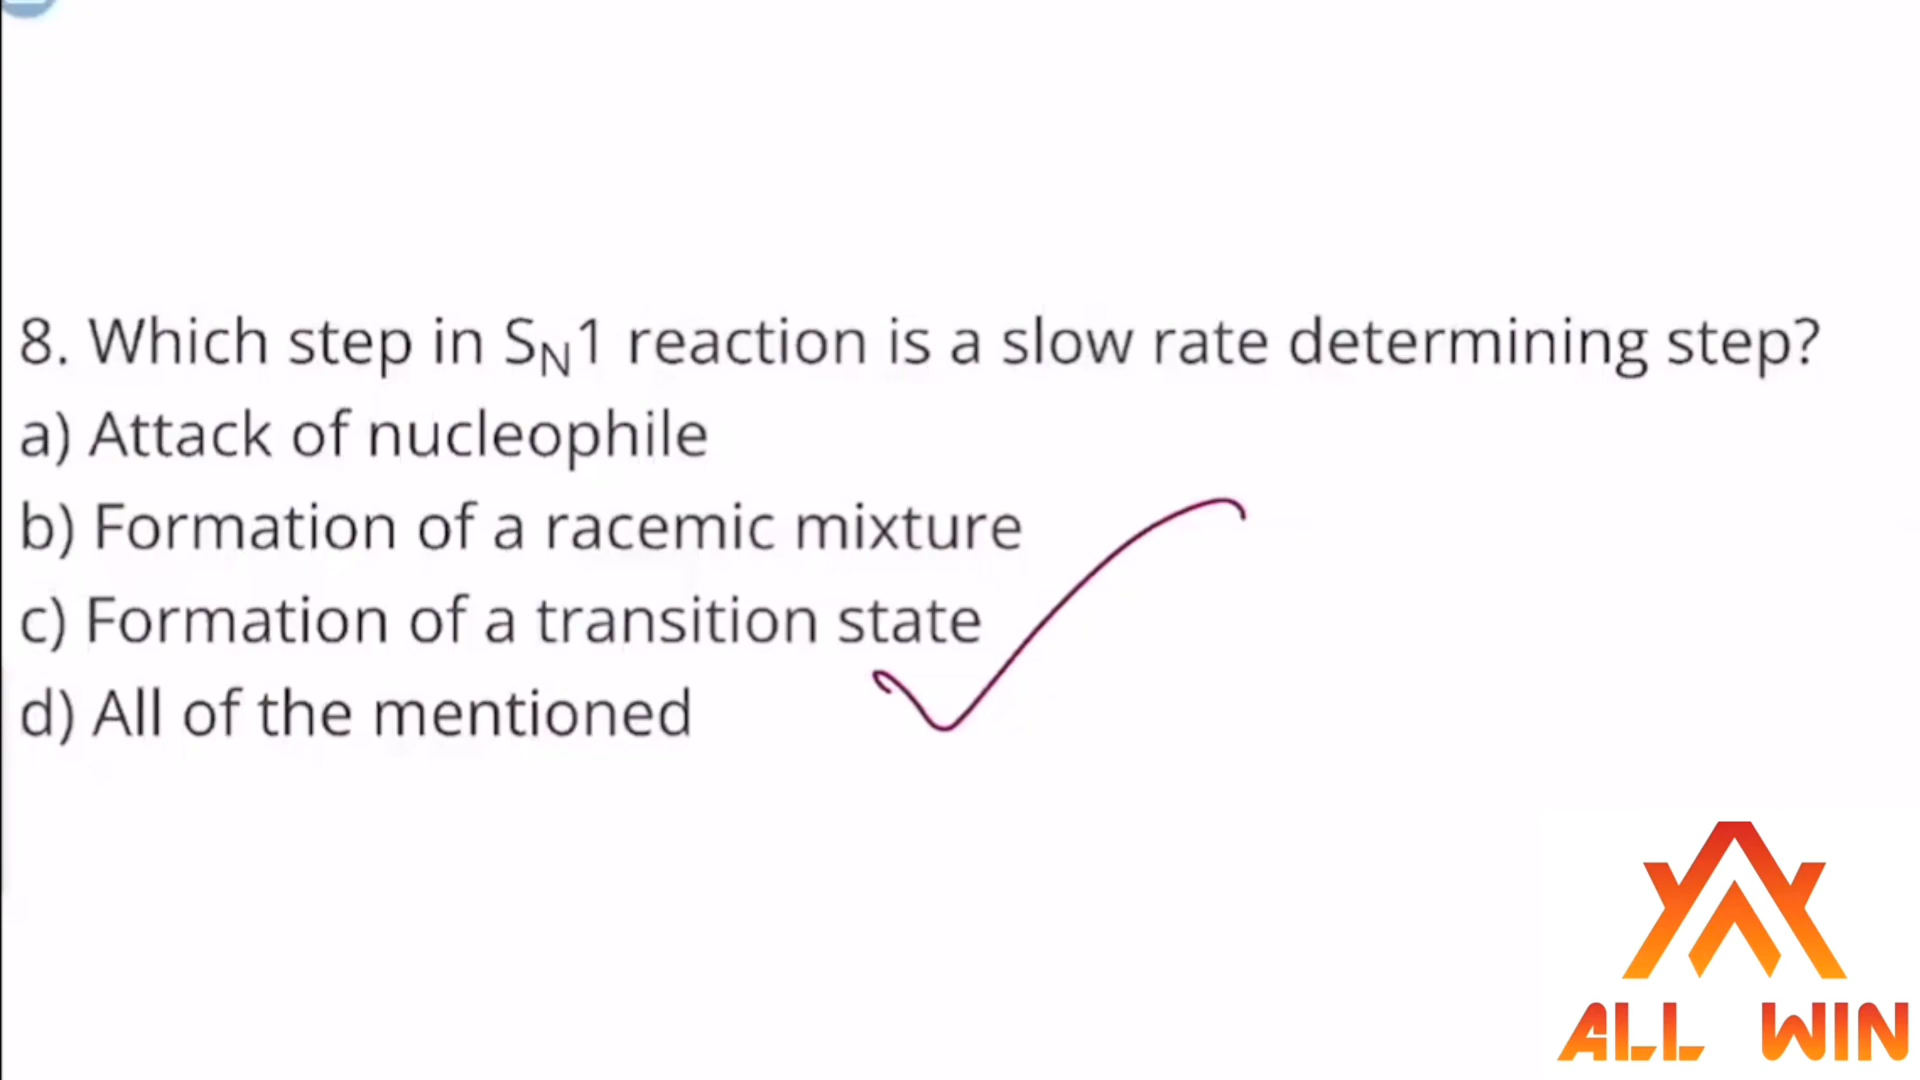 8. Which step in SN1 reaction is a slow rate determining step?
a) Attack of nucleophile
b) Formation of a racemic mixture
c) Formation of a transition state
d) All of the mentioned
ALL WIN